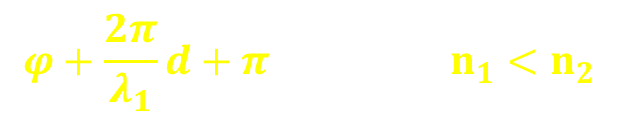 φ + 2π/λ₁ d + π n₁ < n₂